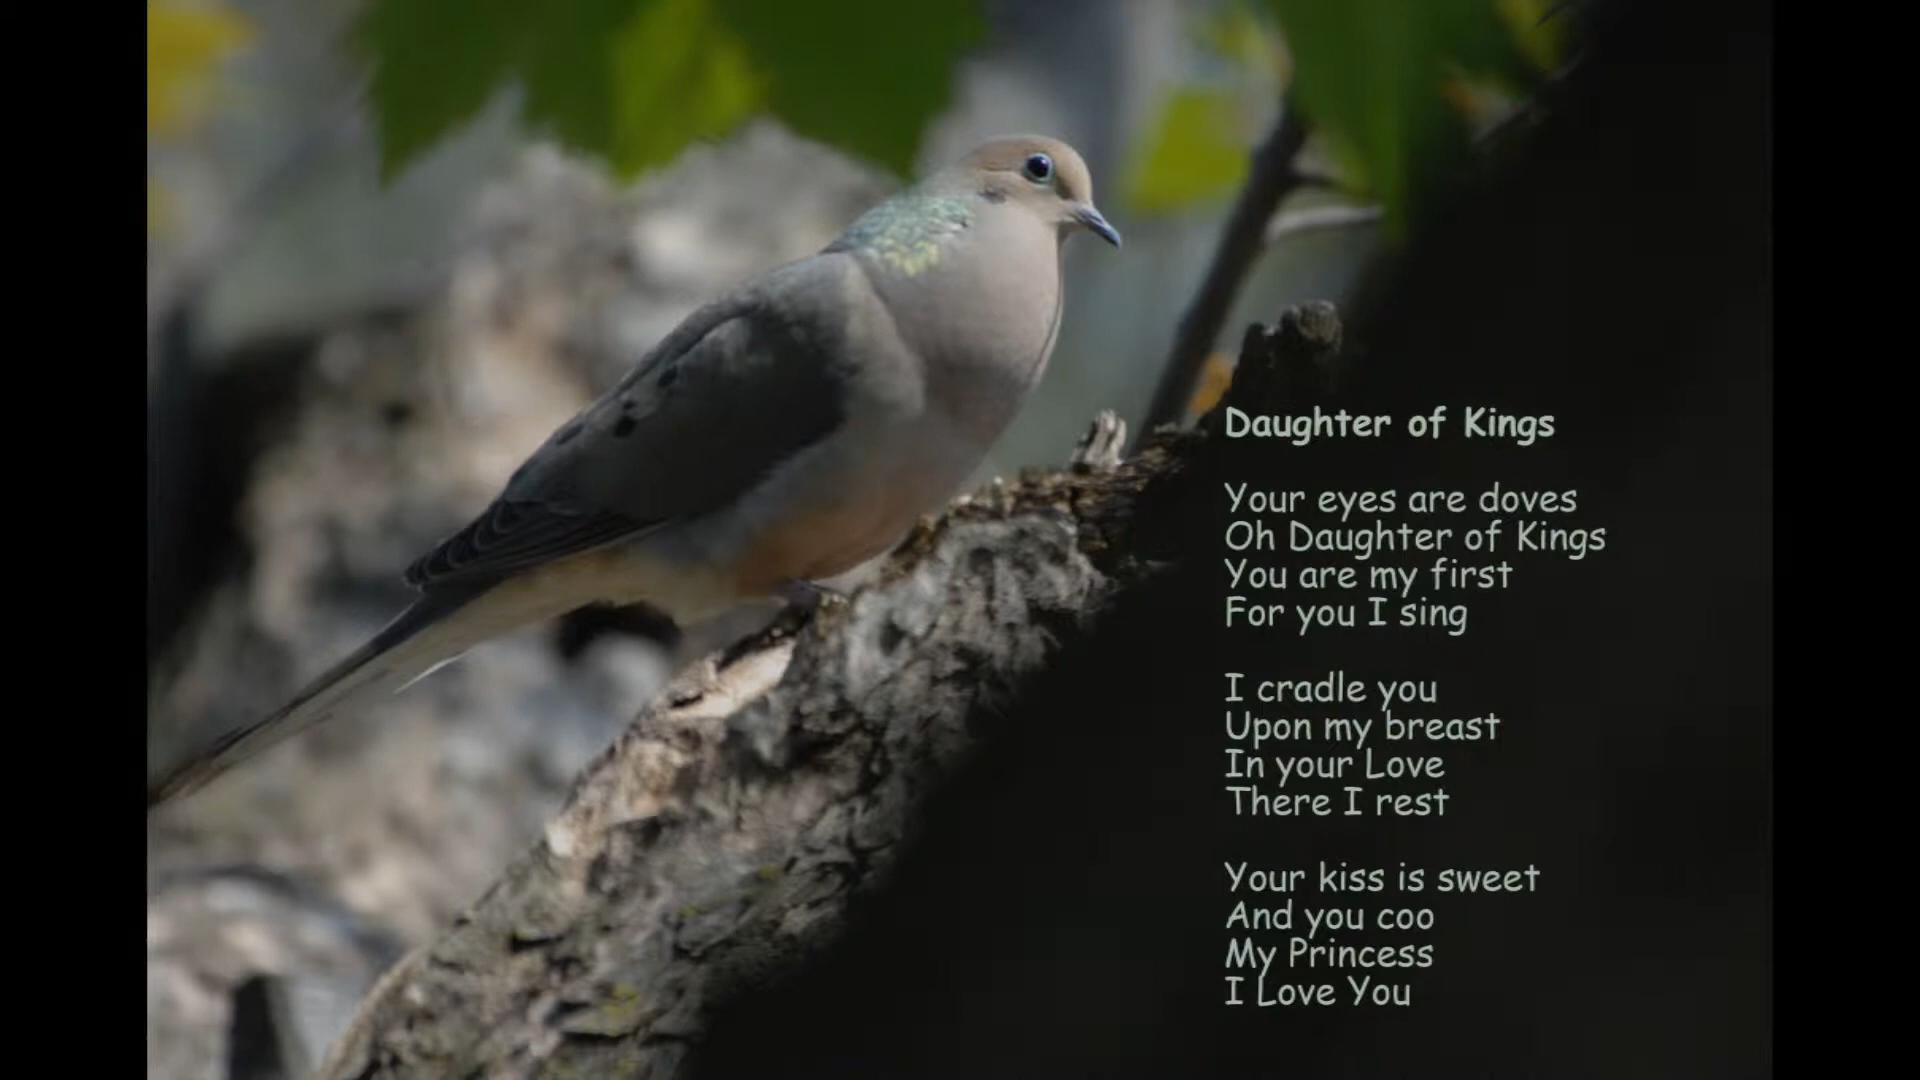 Daughter of Kings
Your eyes are doves
Oh Daughter of Kings
You are my first
For you I sing
I cradle you
Upon my breast
In your Love
There I rest
Your kiss is sweet
And you coo
My Princess
I Love You